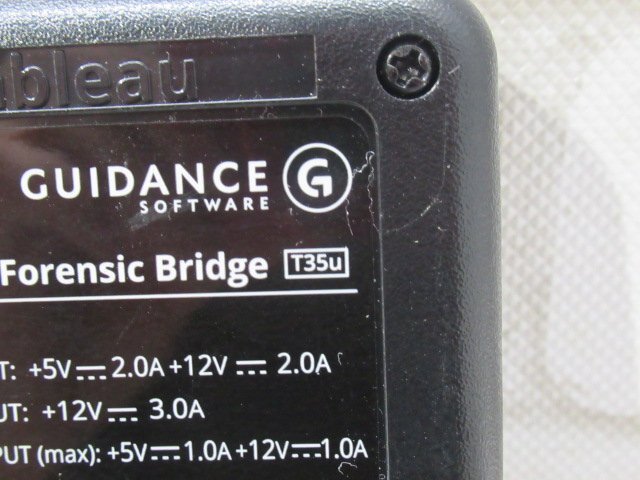 ableau
GUIDANCE G
SOFTWARE
Forensic Bridge T35u
T: +5V⎓2.0A +12V ⎓ 2.0A
UT: +12V⎓ 3.0A
PUT (max): +5V⎓1.0A+12V⎓1.0A